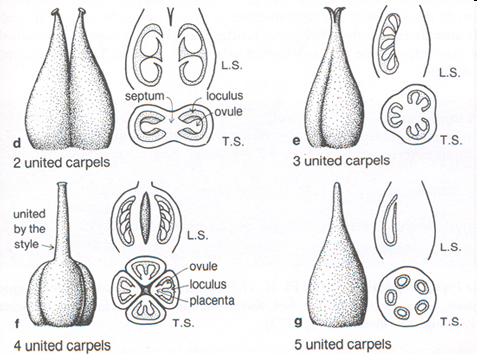 L.S.
septum
loculus
ovule
T.S.
d
2 united carpels
L.S.
T.S.
e
3 united carpels
united
by the
style
L.S.
ovule
loculus
placenta
f
T.S.
4 united carpels
L.S.
g
T.S.
5 united carpels